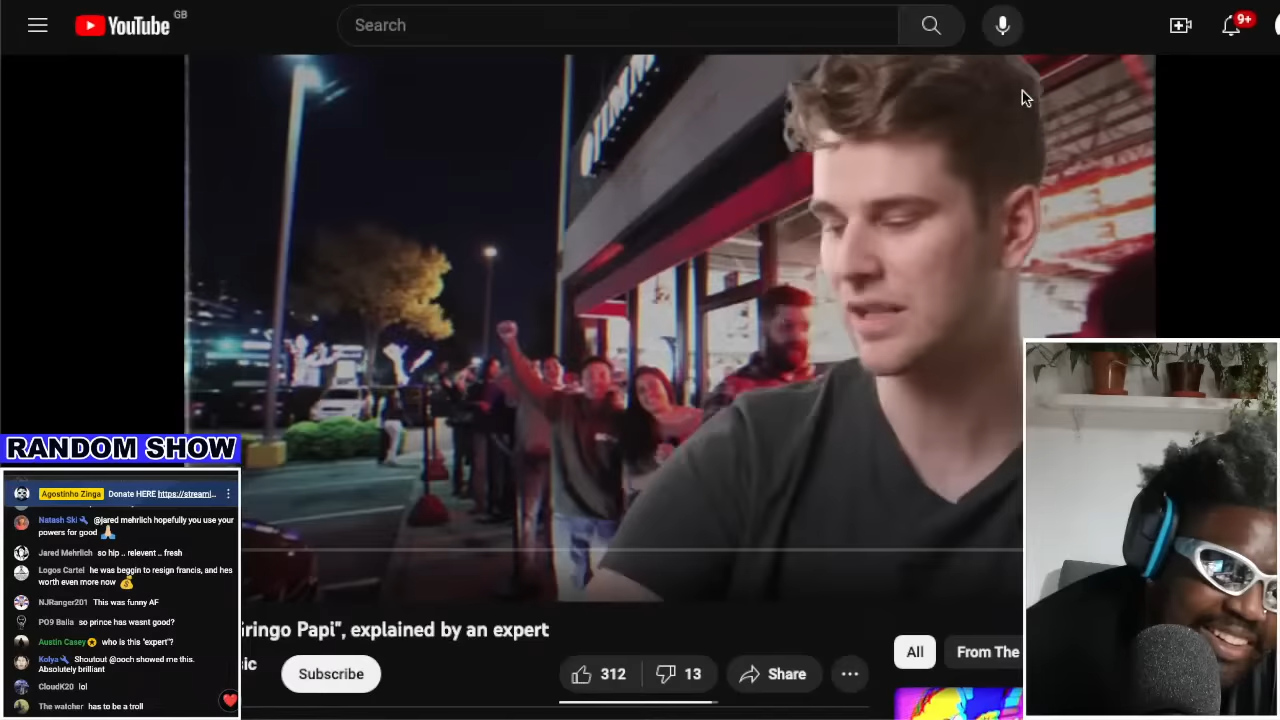 YouTube
GB
Search
9+
RANDOM SHOW
Agostinho Zinga Donate HERE https://streaml...
Natash Ski @jared mehrlich hopefully you use your
powers for good
Jared Mehrlich so hip .. relevent .. fresh
Logos Cartel he was beggin to resign francis, and hes
worth even more now
NJRanger201 This was funny AF
PO9 Baila so prince has wasnt good?
Austin Casey who is this "expert"?
Kolya Shoutout @ooch showed me this.
Absolutely brilliant
CloudK20 lol
The watcher has to be a troll
Gringo Papi", explained by an expert
sic
Subscribe
312
13
Share
All
From The